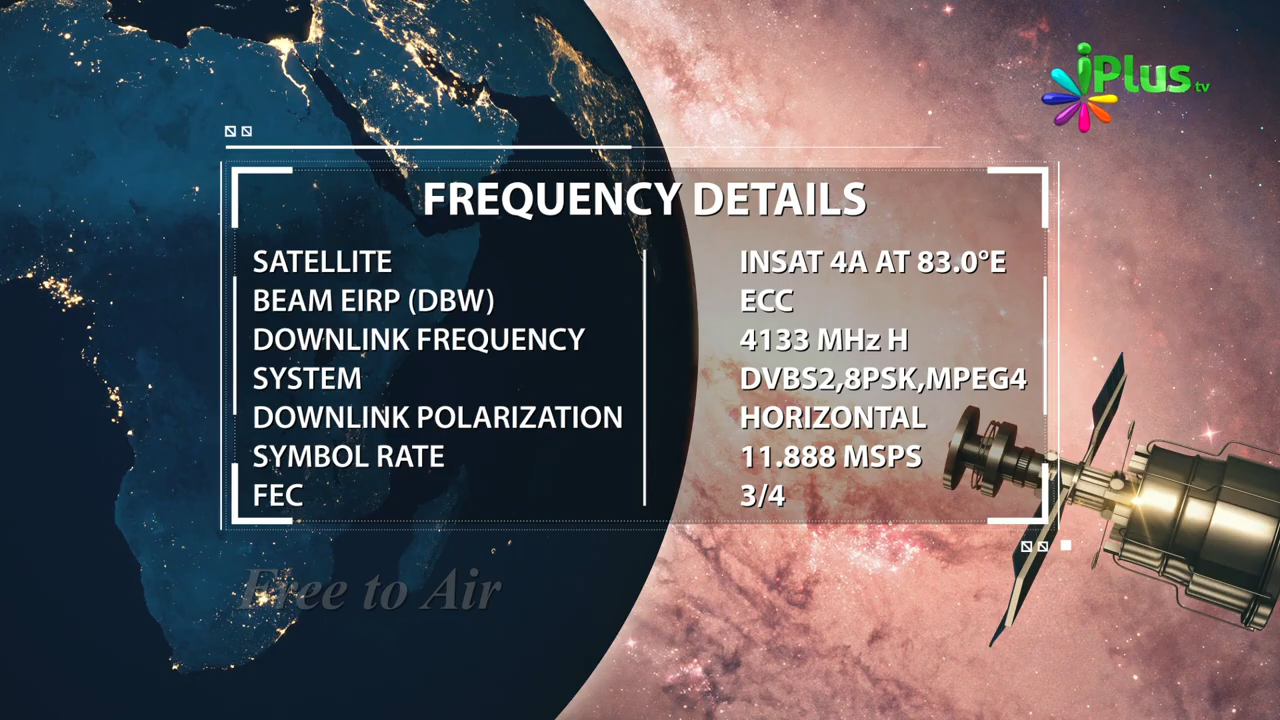 iPlus tv
FREQUENCY DETAILS
SATELLITE INSAT 4A AT 83.0°E
BEAM EIRP (DBW) ECC
DOWNLINK FREQUENCY 4133 MHz H
SYSTEM DVBS2,8PSK,MPEG4
DOWNLINK POLARIZATION HORIZONTAL
SYMBOL RATE 11.888 MSPS
FEC 3/4
Free to Air